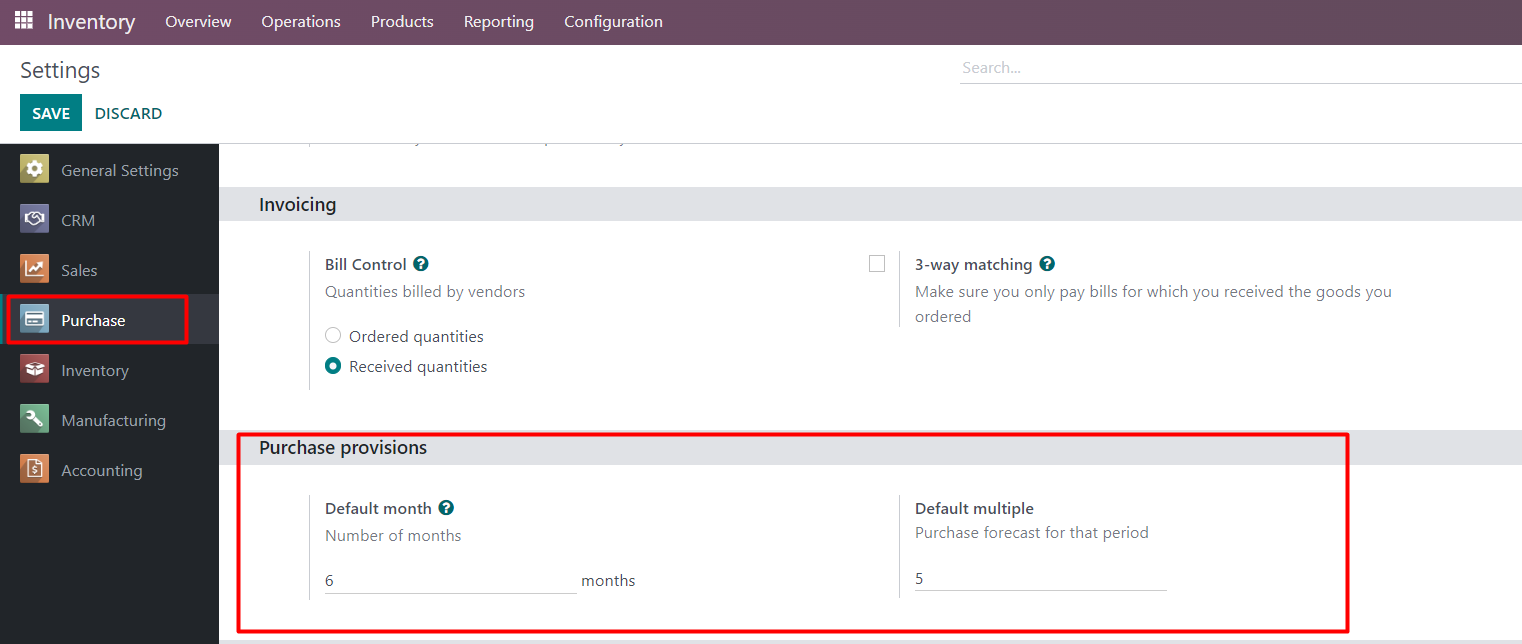 Inventory Overview Operations Products Reporting Configuration
Settings
Search...
SAVE DISCARD
General Settings
CRM
Sales
Purchase
Inventory
Manufacturing
Accounting
Invoicing
Bill Control
Quantities billed by vendors
Ordered quantities
Received quantities
3-way matching
Make sure you only pay bills for which you received the goods you
ordered
Purchase provisions
Default month
Number of months
6 months
Default multiple
Purchase forecast for that period
5